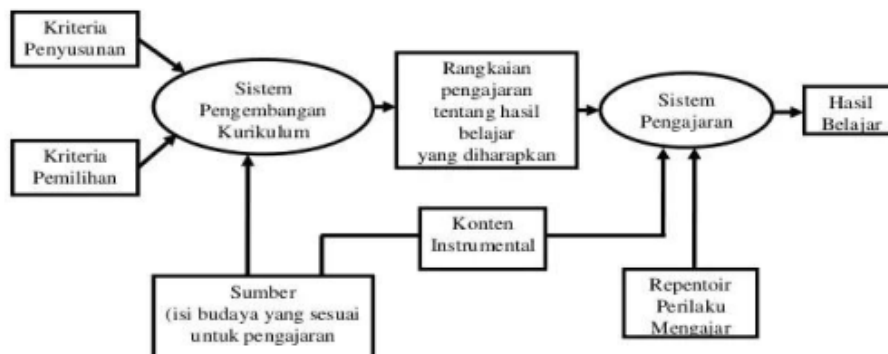 Kriteria
Penyusunan
Sistem
Pengembangan
Kurikulum
Rangkaian
pengajaran
tentang hasil
belajar
yang diharapkan
Sistem
Pengajaran
Hasil
Belajar
Kriteria
Pemilihan
Konten
Instrumental
Sumber
(isi budaya yang sesuai
untuk pengajaran
Repentoir
Perilaku
Mengajar